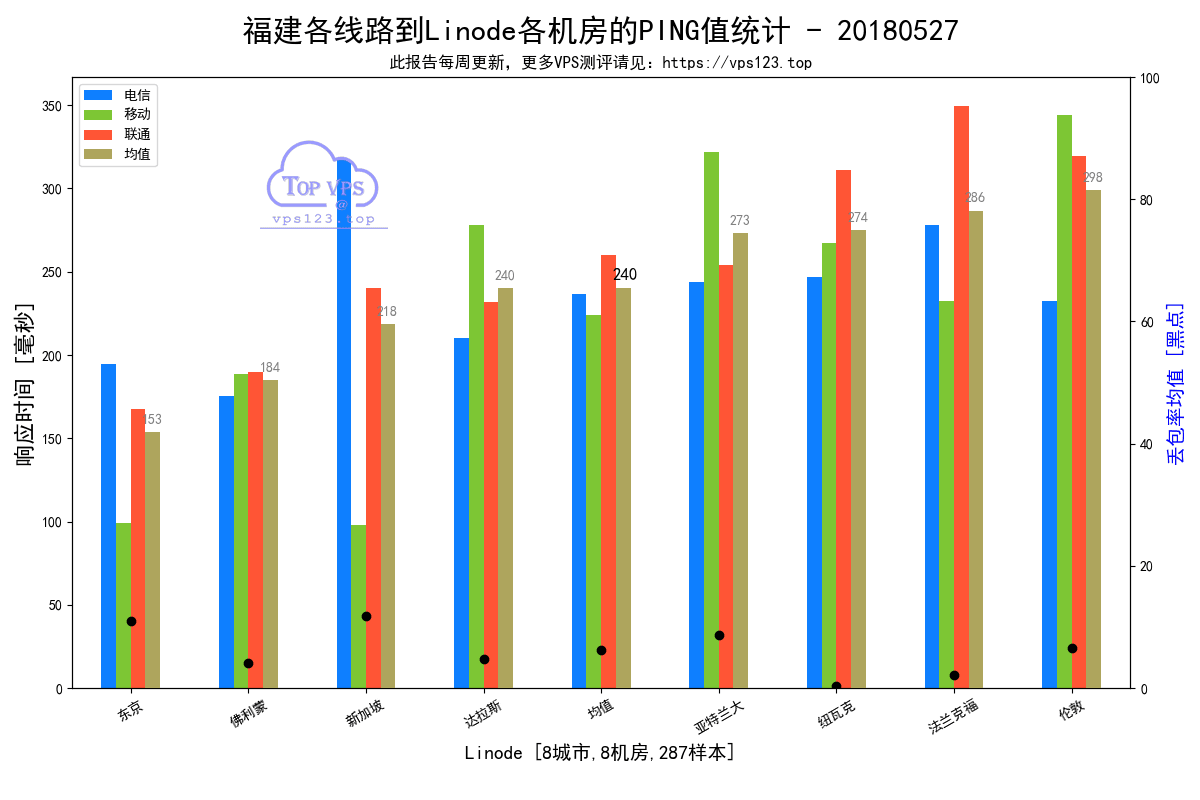 福建各线路到Linode各机房的PING值统计 - 20180527
此报告每周更新，更多VPS测评请见：https://vps123.top
电信
移动
联通
均值
TOP VPS
@
vps123.top
响应时间 [毫秒]
350
300
250
200
150
100
50
0
153
184
218
240
240
273
274
286
298
100
80
60
40
20
0
丢包率均值 [黑点]
东京
佛利蒙
新加坡
达拉斯
均值
亚特兰大
纽瓦克
法兰克福
伦敦
Linode [8城市,8机房,287样本]